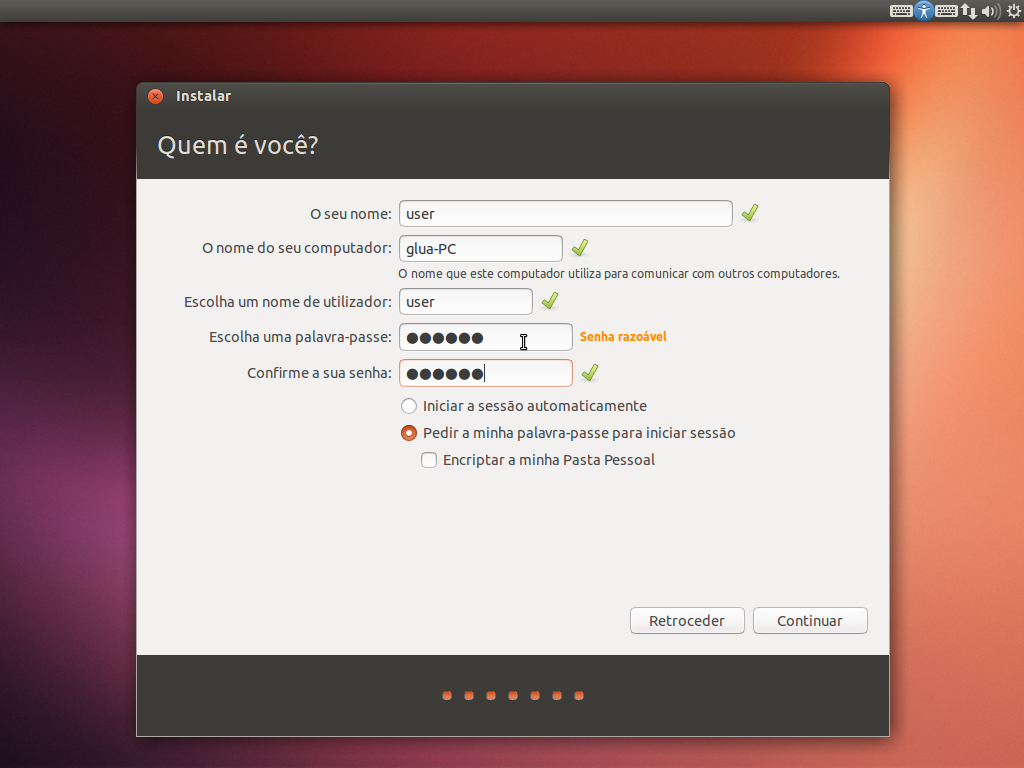 Instalar
Quem é você?
O seu nome: user
O nome do seu computador: glua-PC
O nome que este computador utiliza para comunicar com outros computadores.
Escolha um nome de utilizador: user
Escolha uma palavra-passe: ●●●●●● Senha razoável
Confirme a sua senha: ●●●●●●
Iniciar a sessão automaticamente
Pedir a minha palavra-passe para iniciar sessão
Encriptar a minha Pasta Pessoal
Retroceder Continuar